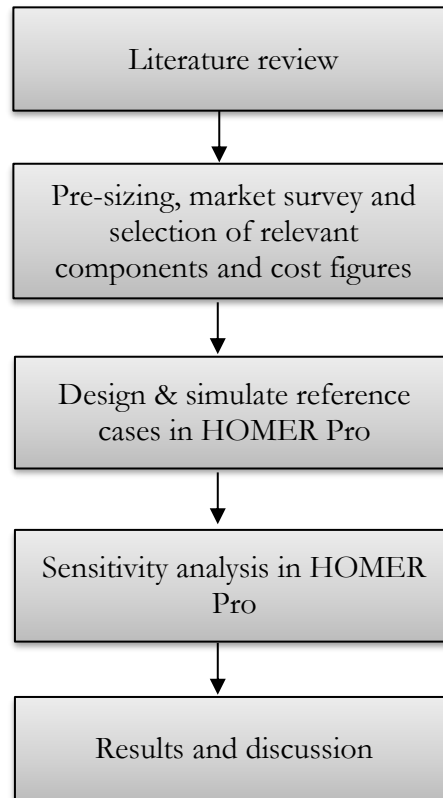 Literature review
Pre-sizing, market survey and
selection of relevant
components and cost figures
Design & simulate reference
cases in HOMER Pro
Sensitivity analysis in HOMER
Pro
Results and discussion